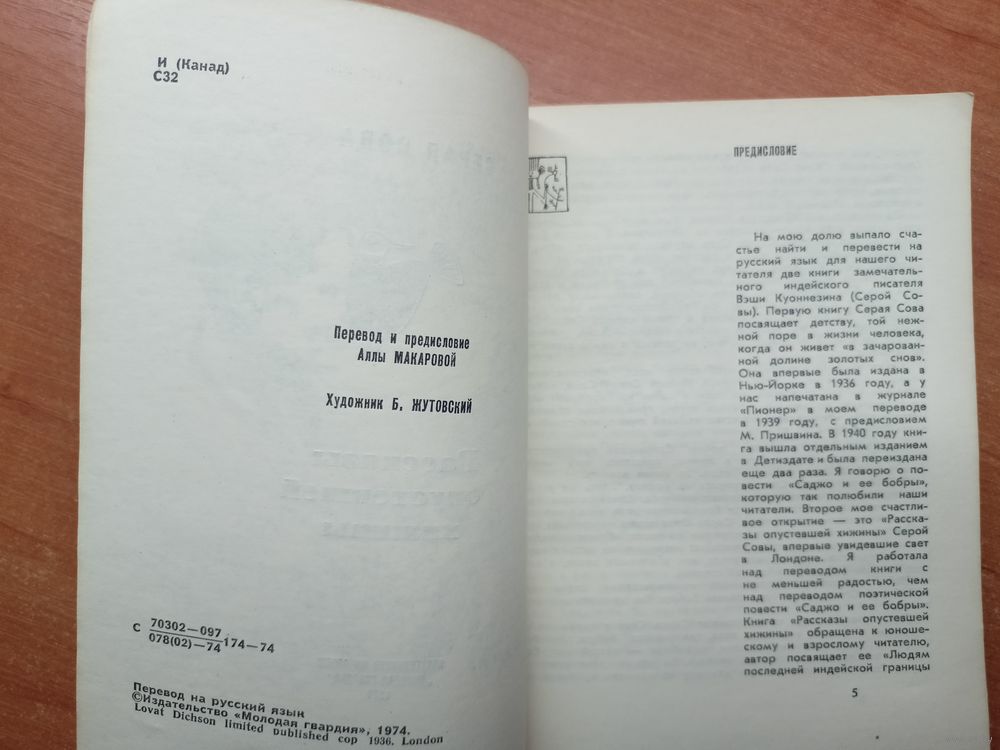 И (Канад)
С32
Перевод и предисловие
Аллы МАКАРОВОЙ
Художник Б. ЖУТОВСКИЙ
С 70302—097
078(02)—74 174—74
Перевод на русский язык
©Издательство «Молодая гвардия», 1974.
Lovat Dichson limited published cop 1936. London
ПРЕДИСЛОВИЕ
На мою долю выпало сча-
стье найти и перевести на
русский язык для нашего чи-
тателя две книги замечатель-
ного индейского писателя
Вэши Куоннезина (Серой Со-
вы). Первую книгу Серая Сова
посвящает детству, той неж-
ной поре в жизни человека,
когда он живет «в зачарован-
ной долине золотых снов».
Она впервые была издана в
Нью-Йорке в 1936 году, а у
нас напечатана в журнале
«Пионер» в моем переводе
в 1939 году, с предисловием
М. Пришвина. В 1940 году кни-
га вышла отдельным изданием
в Детиздате и была переиздана
еще два раза. Я говорю о по-
вести «Саджо и ее бобры»,
которую так полюбили наши
читатели. Второе мое счастли-
вое открытие — это «Расска-
зы опустевшей хижины» Серой
Совы, впервые увидевшие свет
в Лондоне. Я работала
над переводом книги с
не меньшей радостью, чем
над переводом поэтической
повести «Саджо и ее бобры».
Книга «Рассказы опустевшей
хижины» обращена к юноше-
скому и взрослому читателю,
автор посвящает ее «Людям
последней индейской границы
5